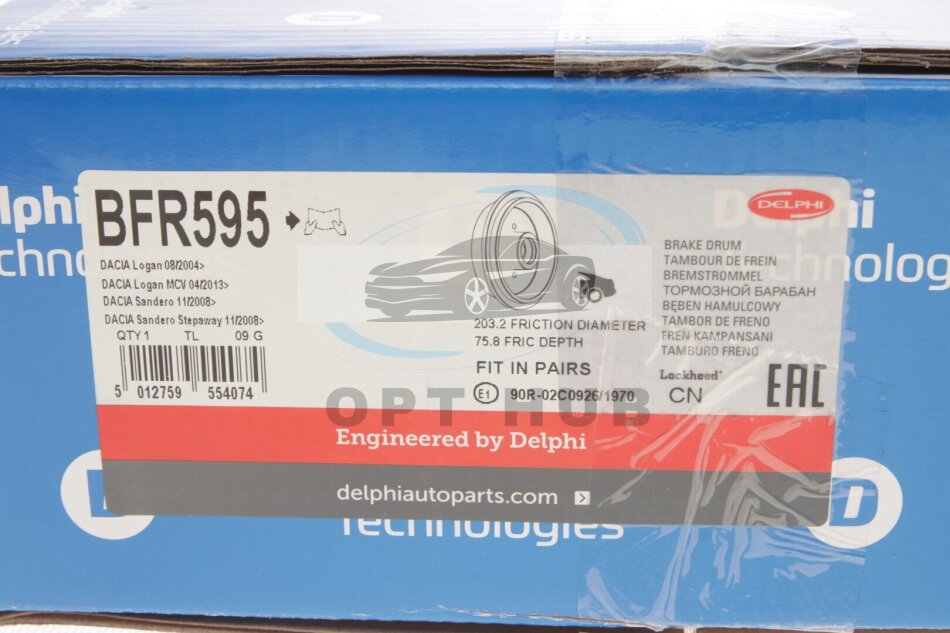 BFR595
DELPHI
DACIA Logan 08/2004>
DACIA Logan MCV 04/2013>
DACIA Sandero 11/2008>
DACIA Sandero Stepaway 11/2008>
QTY 1 TL 09 G
5 012759 554074
203.2 FRICTION DIAMETER
75.8 FRIC DEPTH
FIT IN PAIRS
E1 90R-02C0926/1970
BRAKE DRUM
TAMBOUR DE FREIN
BREMSTROMMEL
ТОРМОЗНОЙ БАРАБАН
BĘBEN HAMULCOWY
TAMBOR DE FRENO
FREN KAMPANSANI
TAMBURO FRENO
Lockheed
CN
EAC
OPT HUB
Engineered by Delphi
delphiautoparts.com
lphi
chno s
Delphi
Technolog
Technologies